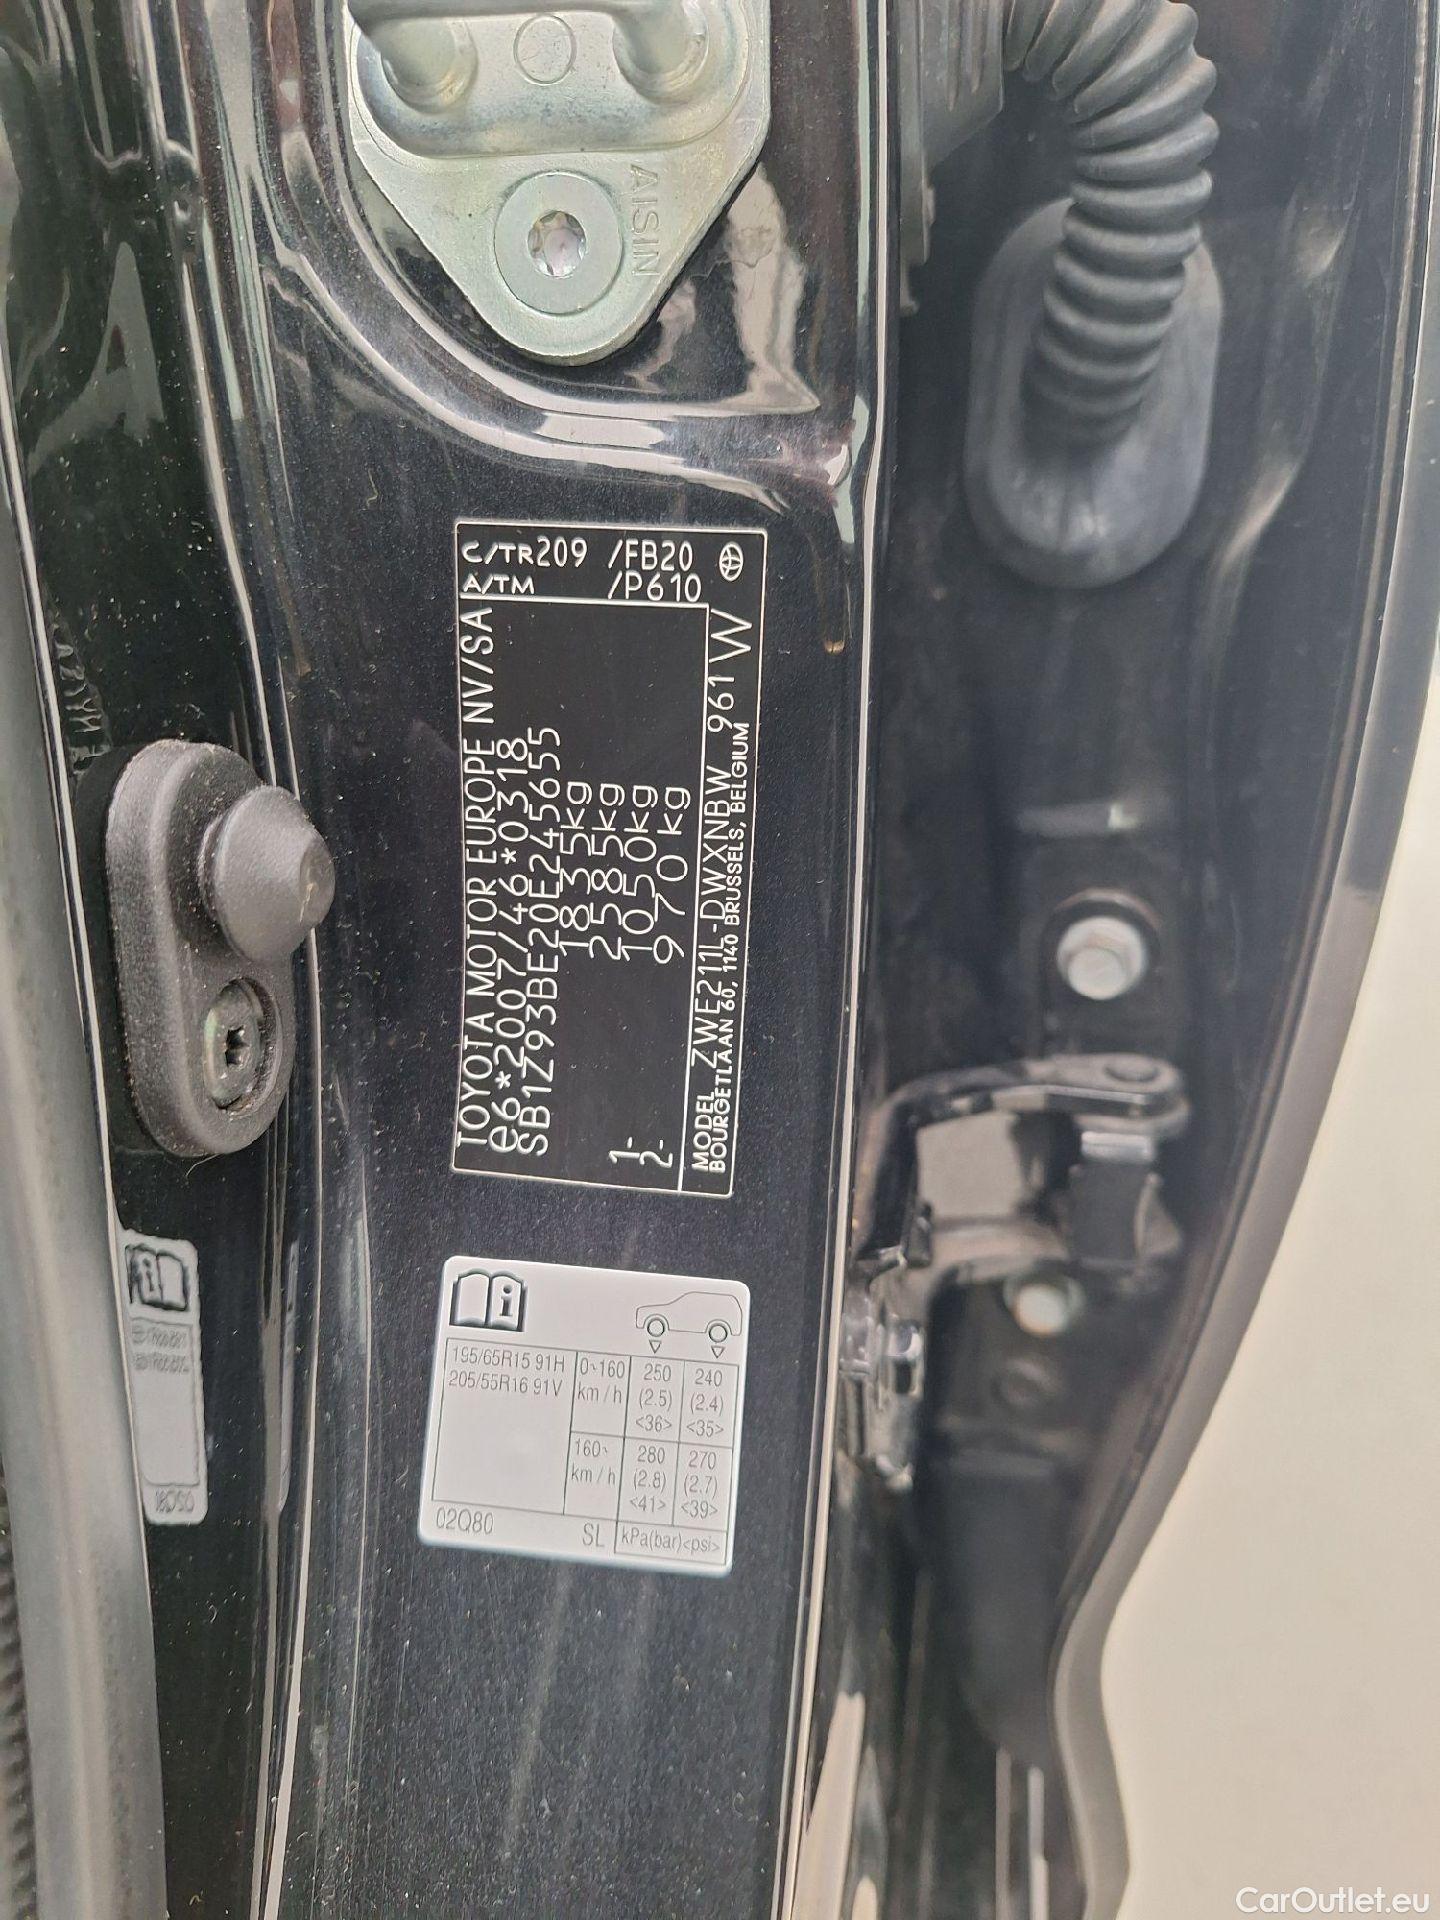 AISIN
C/TR209 /FB20
A/TM /P610
TOYOTA MOTOR EUROPE NV/SA
e6*2007/46*0318
SB1Z93BE20E245655
1835kg
2585kg
1- 1050kg
2- 970kg
MODEL ZWE211L-DWXNBW 961W
BOURGETLAAN 60, 1140 BRUSSELS, BELGIUM
i
195/65R15 91H
205/55R16 91V
0~160 km/h
250 (2.5) <36>
240 (2.4) <35>
160~ km/h
280 (2.8) <41>
270 (2.7) <39>
02Q80 SL kPa(bar)<psi>
CarOutlet.eu